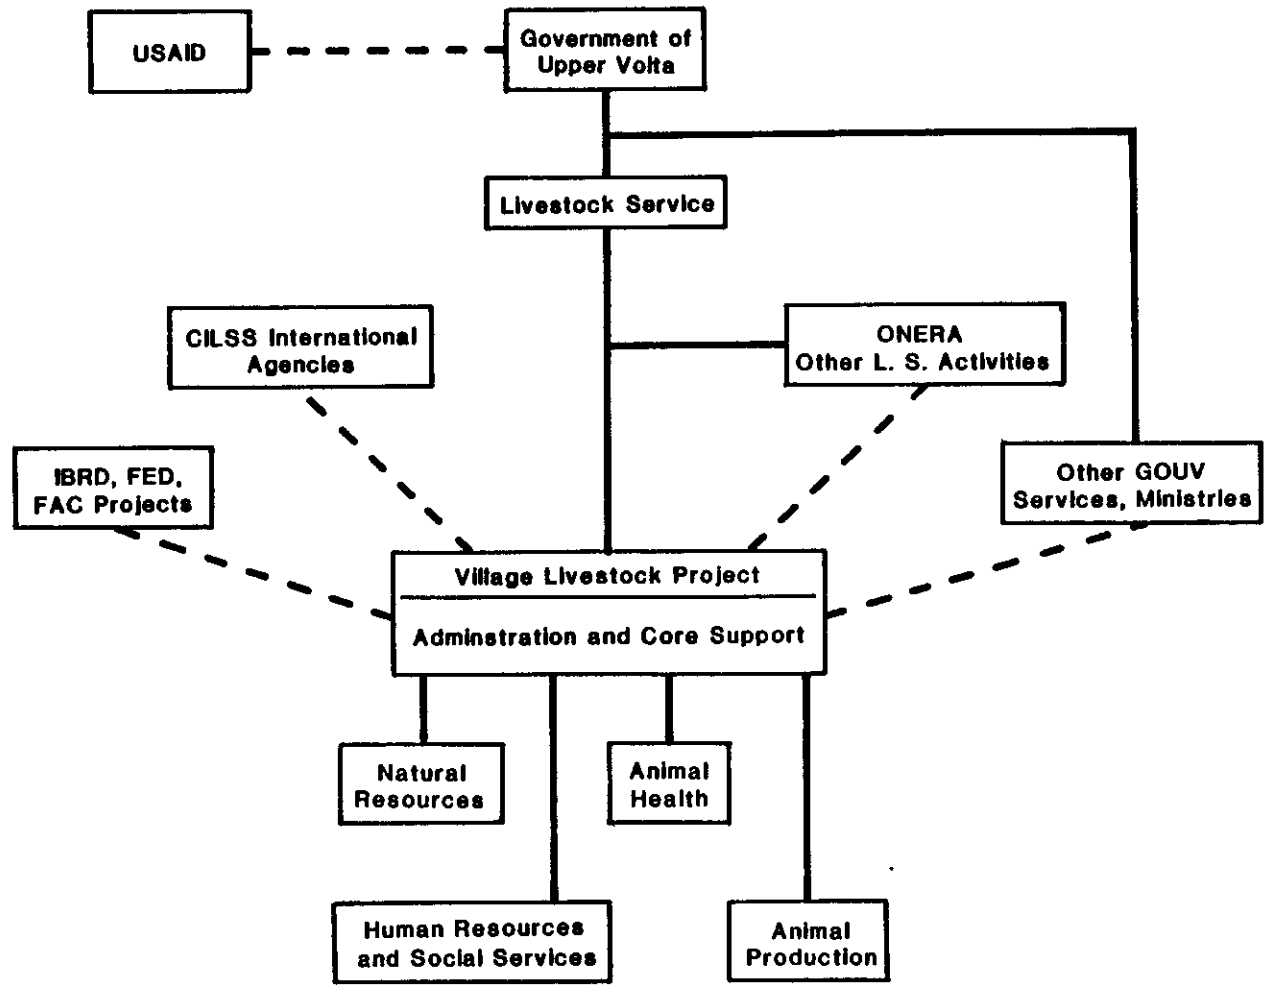 USAID
Government of
Upper Volta
Livestock Service
CILSS International
Agencies
ONERA
Other L. S. Activities
IBRD, FED,
FAC Projects
Other GOUV
Services, Ministries
Village Livestock Project
Adminstration and Core Support
Natural
Resources
Animal
Health
Human Resources
and Social Services
Animal
Production